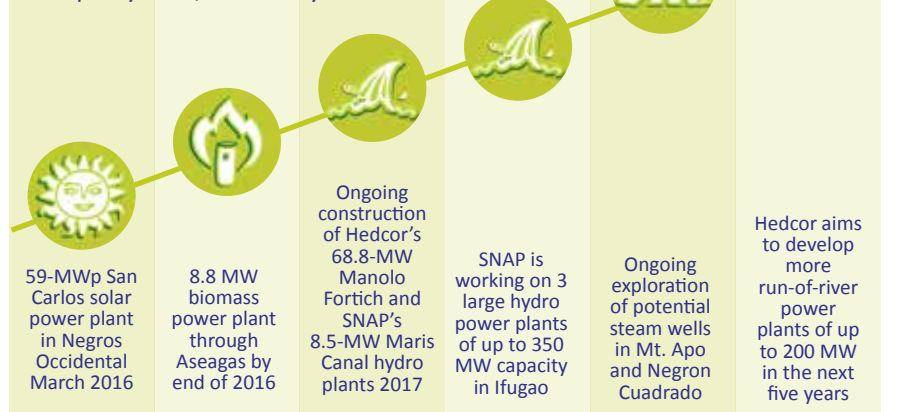 59-MWp San
Carlos solar
power plant
in Negros
Occidental
March 2016
8.8 MW
biomass
power plant
through
Aseagas by
end of 2016
Ongoing
construction
of Hedcor's
68.8-MW
Manolo
Fortich and
SNAP's
8.5-MW Maris
Canal hydro
plants 2017
SNAP is
working on 3
large hydro
power plants
of up to 350
MW capacity
in Ifugao
Ongoing
exploration
of potential
steam wells
in Mt. Apo
and Negron
Cuadrado
Hedcor aims
to develop
more
run-of-river
power
plants of up
to 200 MW
in the next
five years